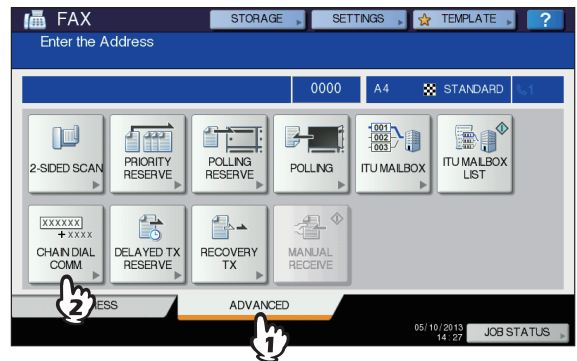 FAX
STORAGE
SETTINGS
TEMPLATE
?
Enter the Address
0000
A4
STANDARD
1
2-SIDED SCAN
PRIORITY
RESERVE
POLLING
RESERVE
POLLING
001
002
003
ITU MAILBOX
ITU MAILBOX
LIST
XXXXXX
+ XXXX
CHAIN DIAL
COMM.
DELAYED TX
RESERVE
RECOVERY
TX
MANUAL
RECEIVE
2
ESS
ADVANCED
1
05/10/2013
14:27
JOB STATUS